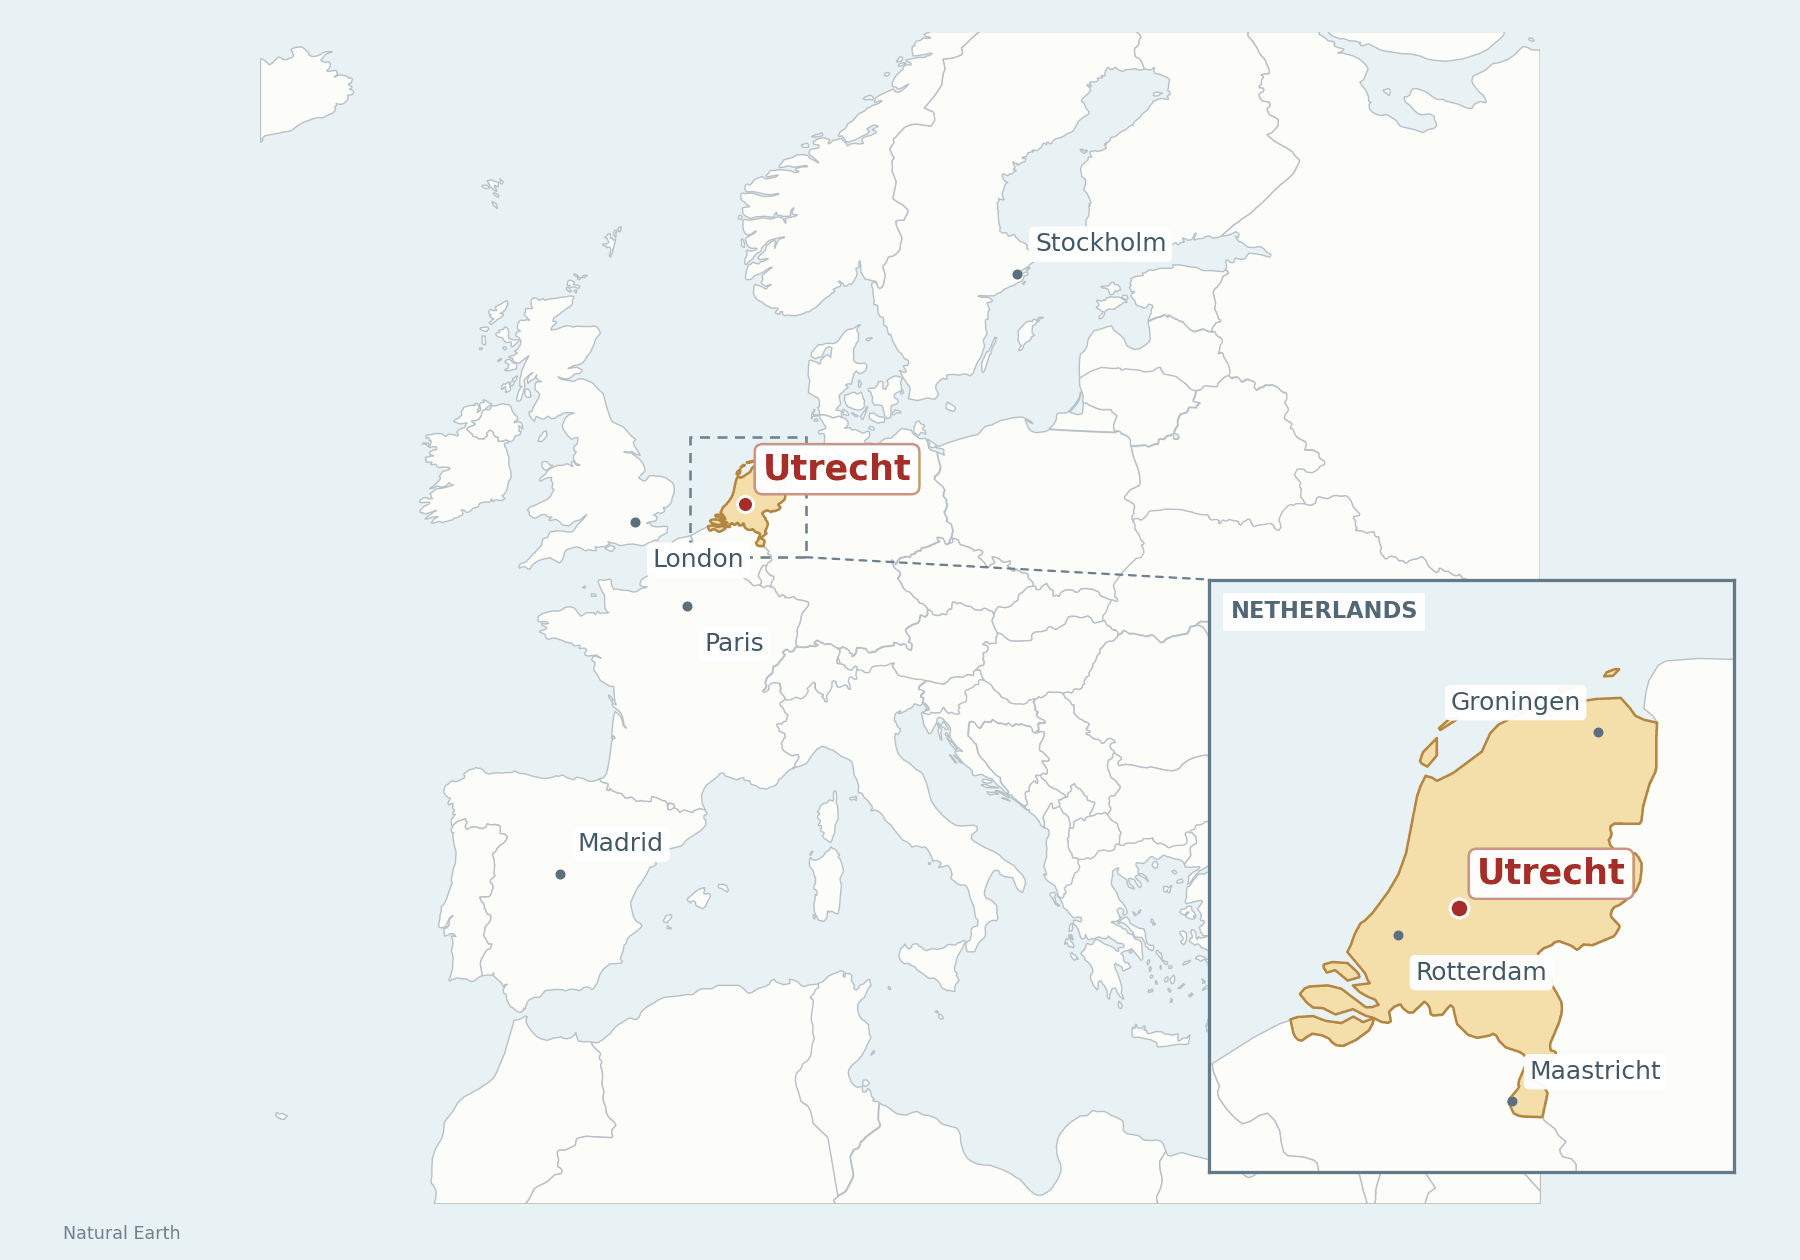 Stockholm
Utrecht
London
NETHERLANDS
Paris
Groningen
Madrid
Utrecht
Rotterdam
Maastricht
Natural Earth